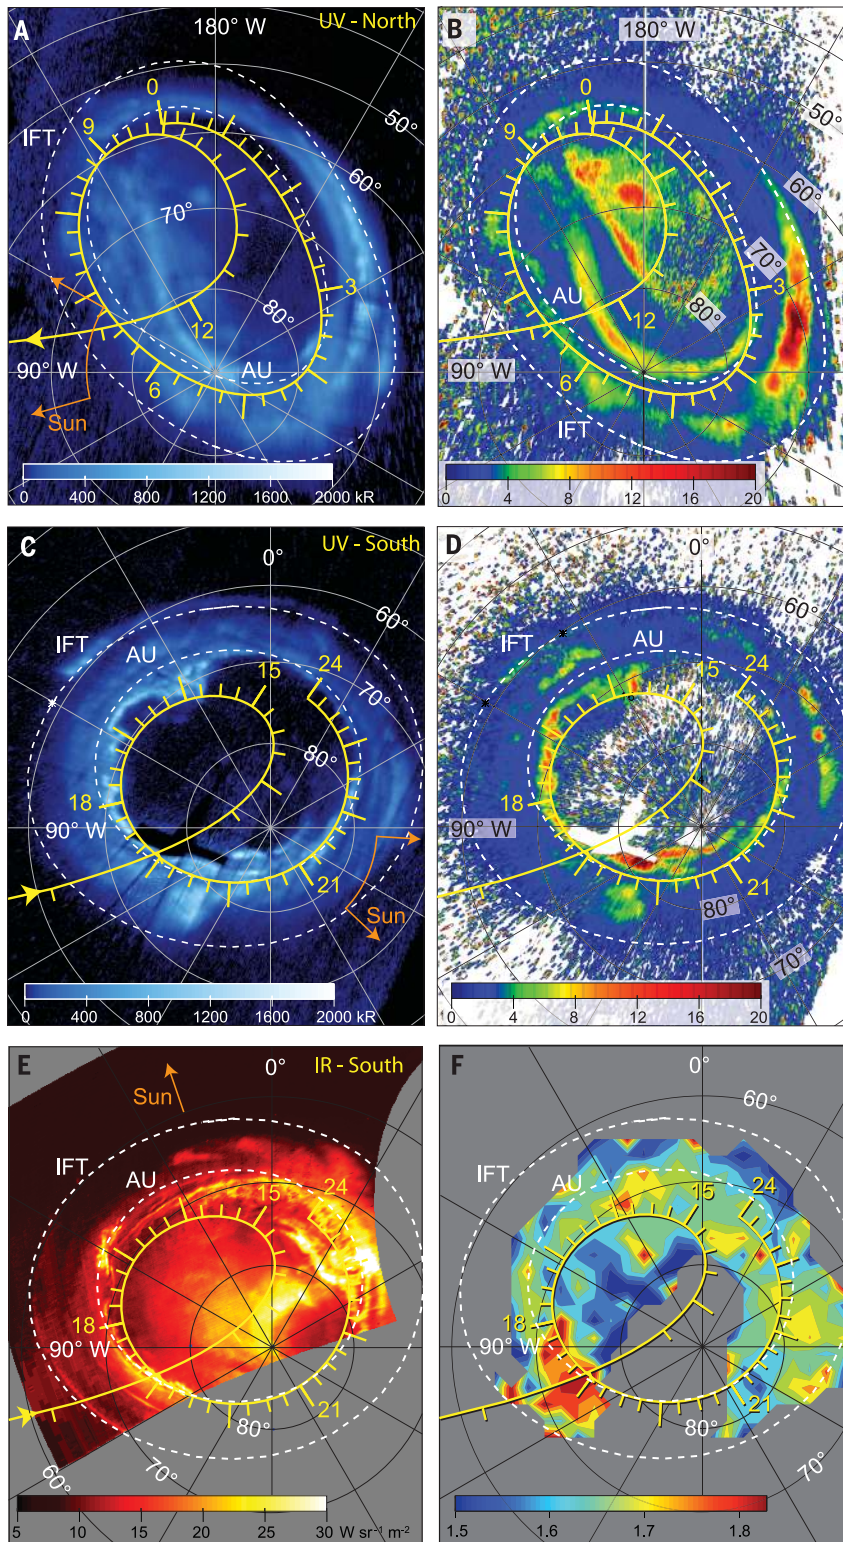 A UV - North
180° W
0
50°
9
IFT
60°
70°
3
80°
12
90° W
AU
6
Sun
0 400 800 1200 1600 2000 kR
B
180° W
0
50°
9
60°
70°
3
AU
80°
12
90° W
6
IFT
0 4 8 12 16 20
C UV - South
0°
60°
IFT
AU
15
24
70°
80°
18
90° W
21
Sun
0 400 800 1200 1600 2000 kR
D
0°
60°
IFT
AU
15
24
18
90° W
21
80°
70°
0 4 8 12 16 20
E IR - South
Sun
0°
IFT
AU
15
24
18
90° W
21
80°
70°
60°
5 10 15 20 25 30 W sr⁻¹ m⁻²
F
0°
60°
IFT
AU
15
24
18
90° W
21
80°
70°
1.5 1.6 1.7 1.8